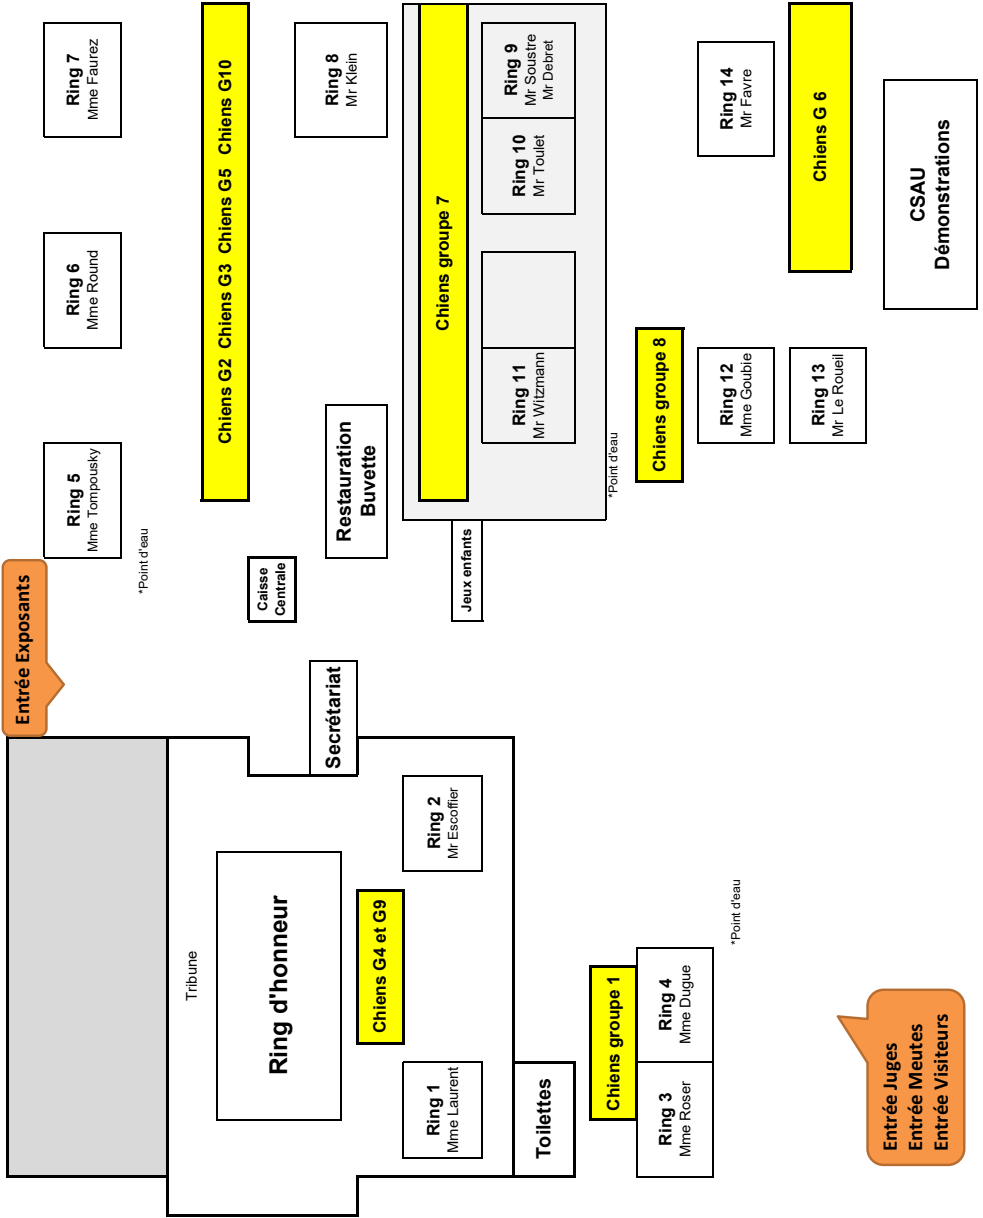 Entrée Exposants
Ring 5
Mme Tompousky
Ring 6
Mme Round
Ring 7
Mme Faurez
*Point d'eau
Chiens G2 Chiens G3 Chiens G5 Chiens G10
Tribune
Caisse
Centrale
Ring d'honneur
Secrétariat
Restauration
Buvette
Ring 8
Mr Klein
Chiens G4 et G9
Ring 1
Mme Laurent
Ring 2
Mr Escoffier
Chiens groupe 7
Jeux enfants
Ring 11
Mr Witzmann
Ring 10
Mr Toulet
Ring 9
Mr Soustre
Mr Debret
Toilettes
*Point d'eau
Chiens groupe 1
Chiens groupe 8
Ring 3
Mme Roser
Ring 4
Mme Dugue
Ring 12
Mme Goubie
Ring 14
Mr Favre
*Point d'eau
Ring 13
Mr Le Roueil
Chiens G 6
Entrée Juges
Entrée Meutes
Entrée Visiteurs
CSAU
Démonstrations